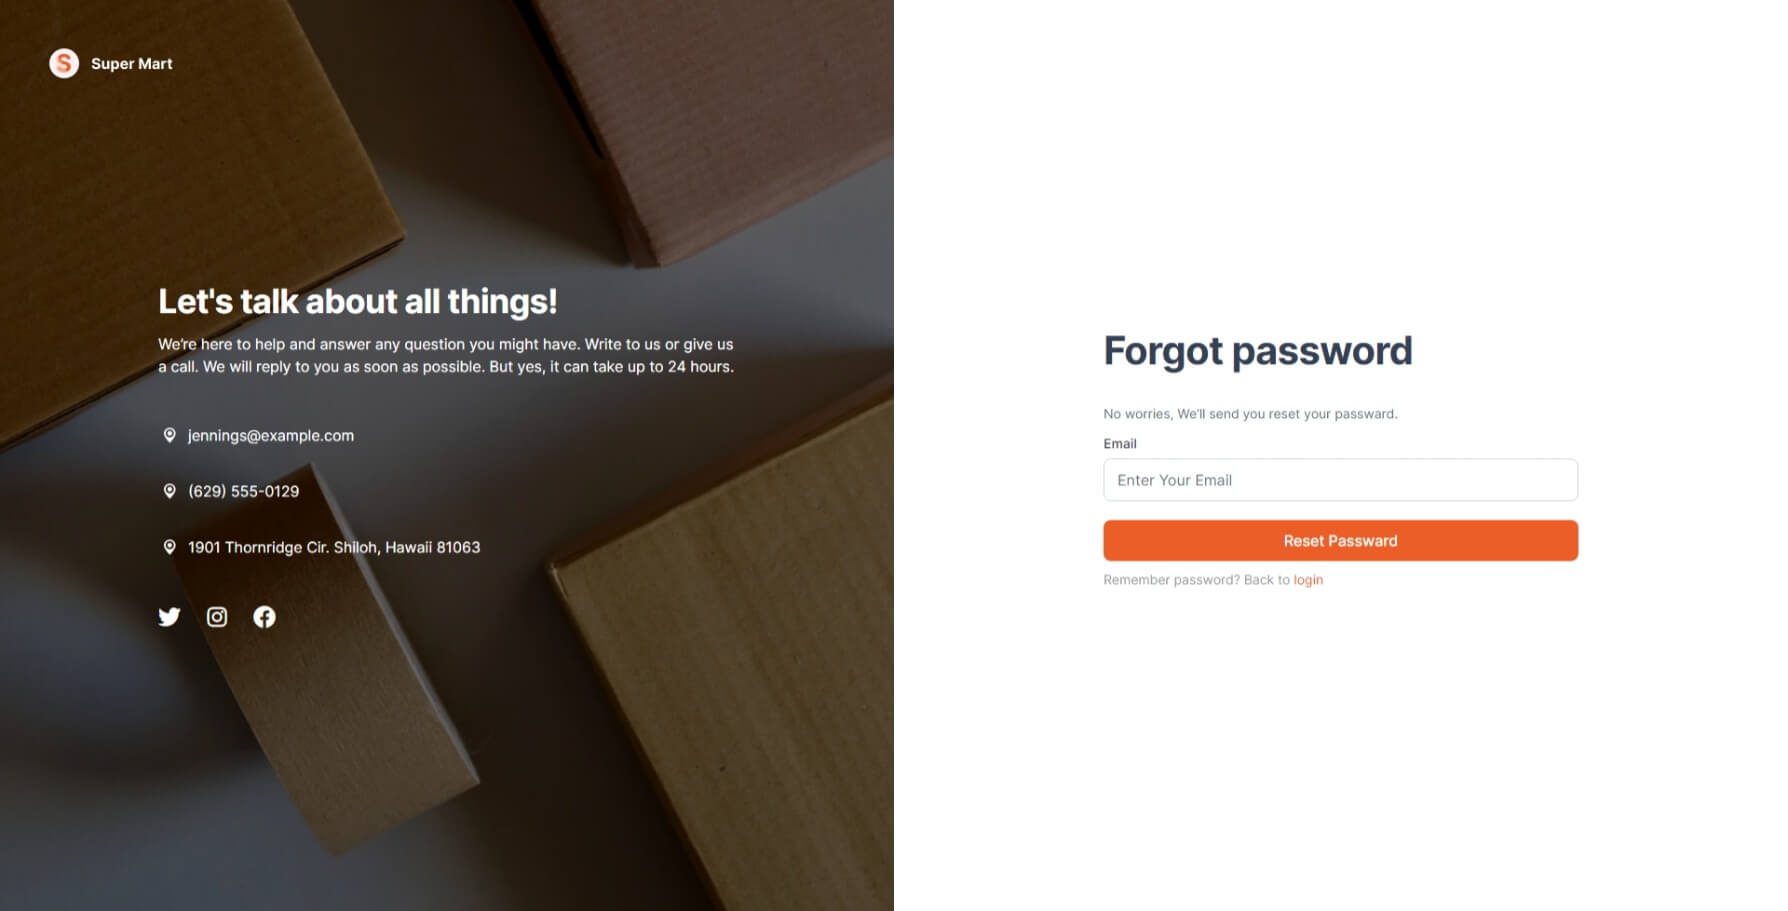 S Super Mart
Let's talk about all things!
We're here to help and answer any question you might have. Write to us or give us
a call. We will reply to you as soon as possible. But yes, it can take up to 24 hours.
jennings@example.com
(629) 555-0129
1901 Thornridge Cir. Shiloh, Hawaii 81063
Forgot password
No worries, We'll send you reset your passward.
Email
Enter Your Email
Reset Passward
Remember password? Back to login